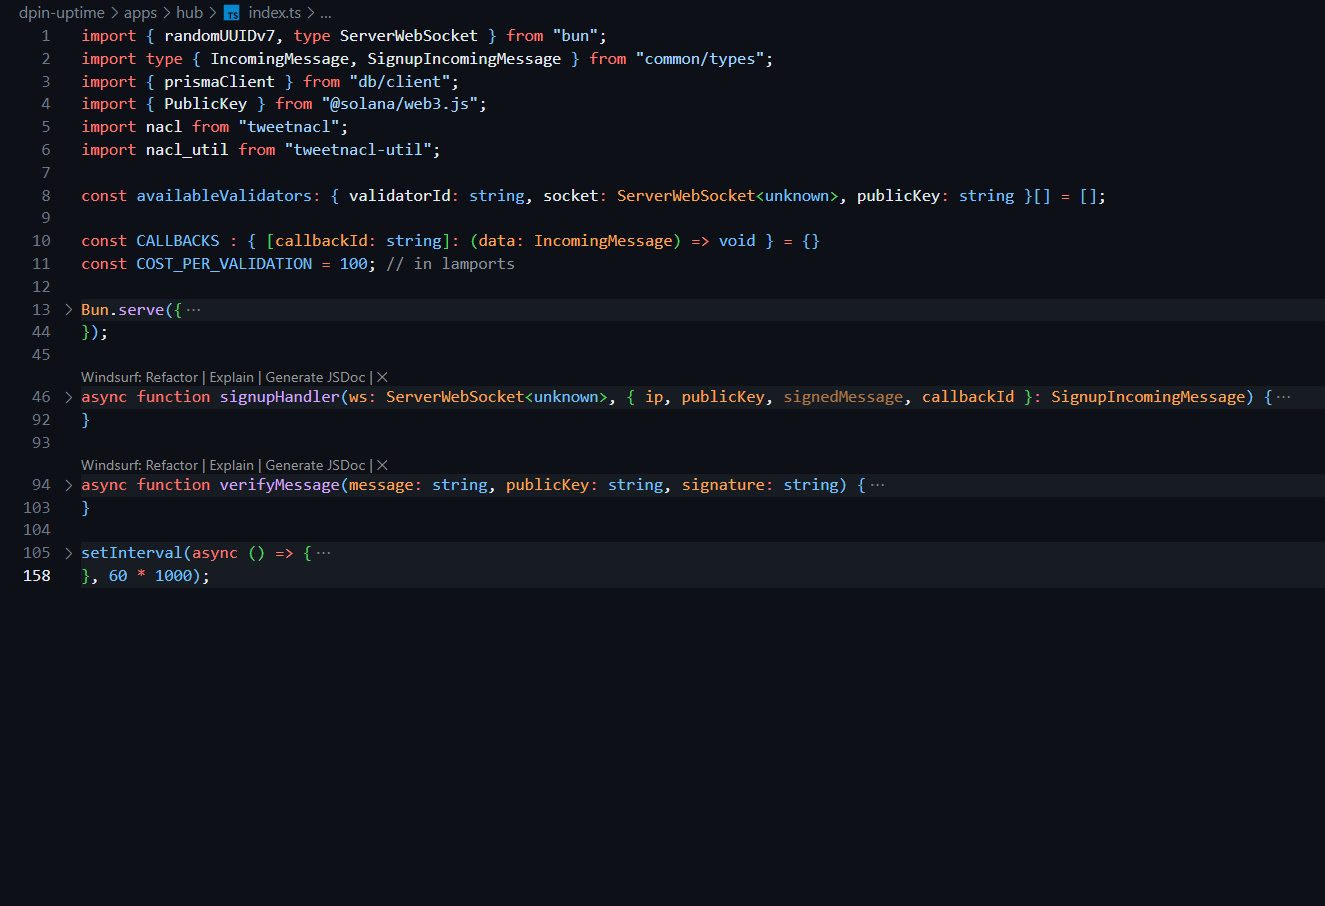 dpin-uptime > apps > hub > TS index.ts > ...
1 import { randomUUIDv7, type ServerWebSocket } from "bun";
2 import type { IncomingMessage, SignupIncomingMessage } from "common/types";
3 import { prismaClient } from "db/client";
4 import { PublicKey } from "@solana/web3.js";
5 import nacl from "tweetnacl";
6 import nacl_util from "tweetnacl-util";
7
8 const availableValidators: { validatorId: string, socket: ServerWebSocket<unknown>, publicKey: string }[] = [];
9
10 const CALLBACKS : { [callbackId: string]: (data: IncomingMessage) => void } = {}
11 const COST_PER_VALIDATION = 100; // in lamports
12
13 > Bun.serve({ ···
44 });
45
Windsurf: Refactor | Explain | Generate JSDoc | ×
46 > async function signupHandler(ws: ServerWebSocket<unknown>, { ip, publicKey, signedMessage, callbackId }: SignupIncomingMessage) { ···
92 }
93
Windsurf: Refactor | Explain | Generate JSDoc | ×
94 > async function verifyMessage(message: string, publicKey: string, signature: string) { ···
103 }
104
105 > setInterval(async () => { ···
158 }, 60 * 1000);